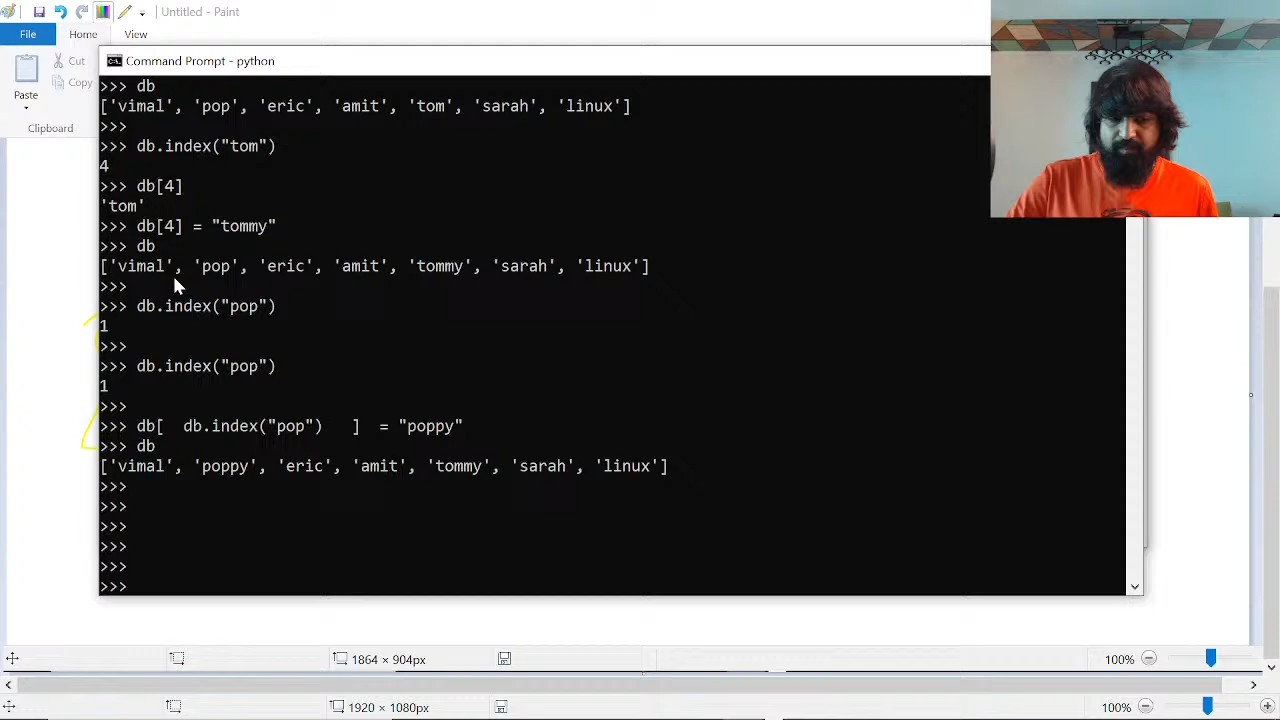 Untitled - Paint
File
Home
View
Cut
Copy
Paste
Clipboard
Command Prompt - python
>>> db
['vimal', 'pop', 'eric', 'amit', 'tom', 'sarah', 'linux']
>>>
>>> db.index("tom")
4
>>> db[4]
'tom'
>>> db[4] = "tommy"
>>> db
['vimal', 'pop', 'eric', 'amit', 'tommy', 'sarah', 'linux']
>>>
>>> db.index("pop")
1
>>>
>>> db.index("pop")
1
>>>
>>> db[  db.index("pop")   ]  = "poppy"
>>> db
['vimal', 'poppy', 'eric', 'amit', 'tommy', 'sarah', 'linux']
>>>
>>>
>>>
>>>
>>>
>>>
1864 × 904px
100%
1920 × 1080px
100%